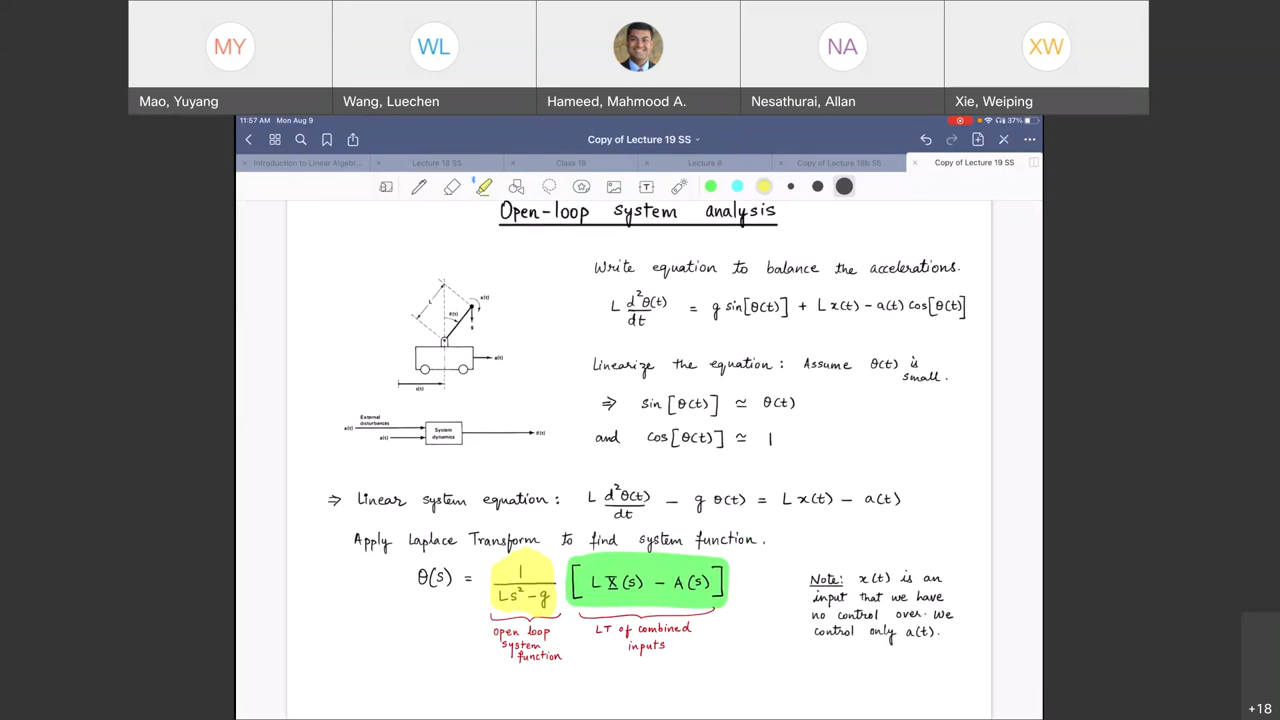 MY
WL
NA
XW
Mao, Yuyang
Wang, Luechen
Hameed, Mahmood A.
Nesathurai, Allan
Xie, Weiping
11:57 AM Mon Aug 9
37%
Copy of Lecture 19 SS
Introduction to Linear Algebr...
Lecture 18 SS
Class 19
Lecture 8
Copy of Lecture 18b SS
Copy of Lecture 19 SS
Open-loop system analysis
Write equation to balance the accelerations.
L d²θ(t)/dt = g sin[θ(t)] + L x(t) - a(t) cos[θ(t)]
Linearize the equation: Assume θ(t) is small.
⇒ sin[θ(t)] ≃ θ(t)
and cos[θ(t)] ≃ 1
L
x(t)
θ(t)
g
a(t)
s(t)
External
disturbances
x(t)
a(t)
System
dynamics
θ(t)
⇒ Linear system equation: L d²θ(t)/dt - g θ(t) = L x(t) - a(t)
Apply Laplace Transform to find system function.
θ(s) = 1/(Ls² - g) [L X(s) - A(s)]
Open loop
system
function
LT of combined
inputs
Note: x(t) is an
input that we have
no control over. We
control only a(t).
+18